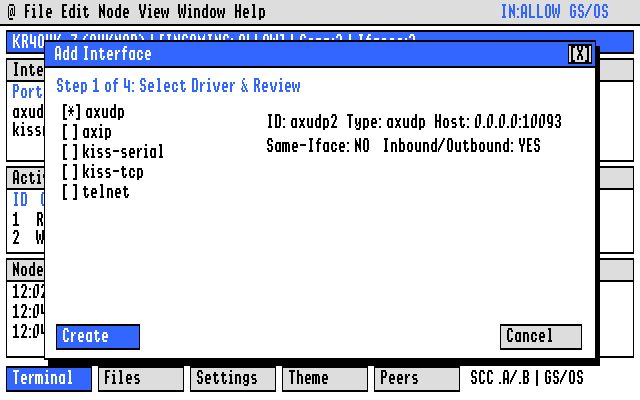 @ File Edit Node View Window Help IN:ALLOW GS/OS
Add Interface [X]
Step 1 of 4: Select Driver & Review
[*] axudp
[ ] axip
[ ] kiss-serial
[ ] kiss-tcp
[ ] telnet
ID: axudp2 Type: axudp Host: 0.0.0.0:10093
Same-Iface: NO Inbound/Outbound: YES
Inte
Port
axud
kiss
Acti
ID
1 R
2 W
Node
12:02
12:04
12:04
Create Cancel
Terminal Files Settings Theme Peers SCC .A/.B | GS/OS